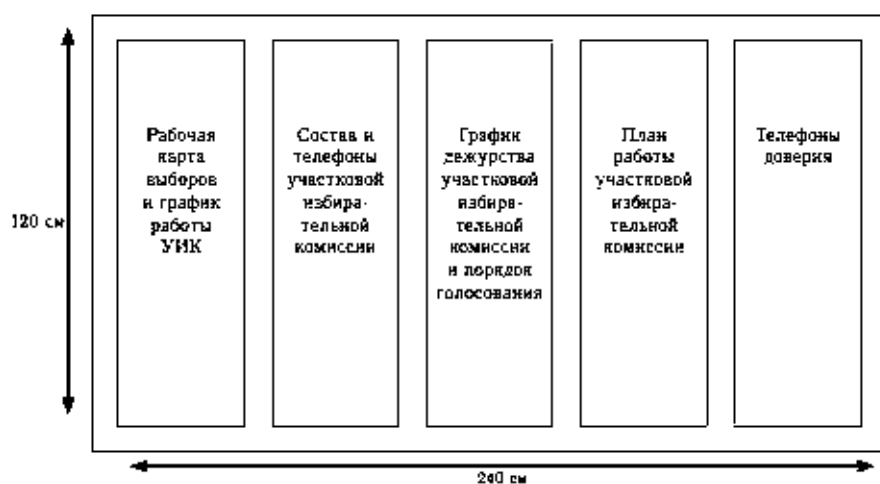 Рабочая
карта
выборов
и график
работы
УИК
Состав и
телефоны
участковой
избира-
тельной
комиссии
График
дежурства
участковой
избира-
тельной
комиссии
и порядок
голосования
План
работы
участковой
избира-
тельной
комиссии
Телефоны
доверия
120 см
240 см